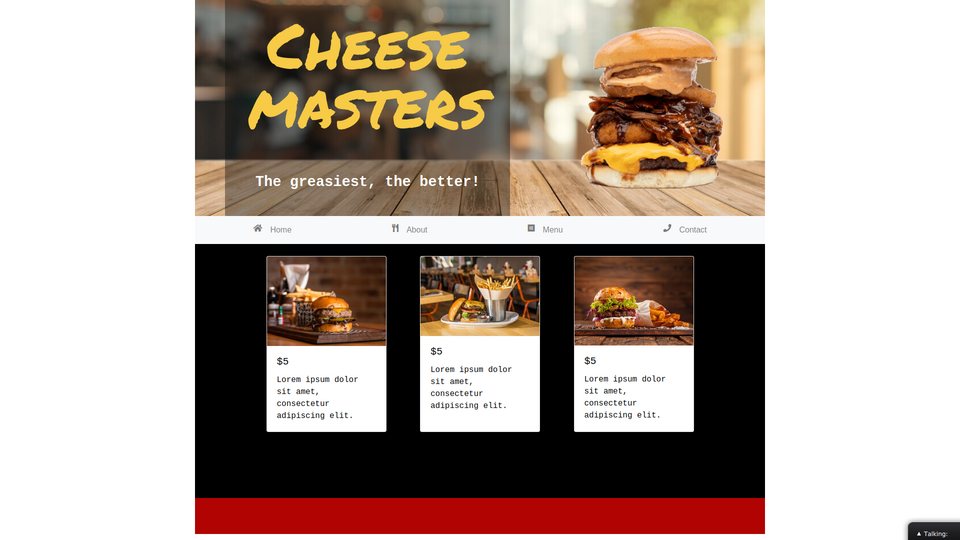 Cheese
masters
The greasiest, the better!
Home
About
Menu
Contact
$5
Lorem ipsum dolor
sit amet,
consectetur
adipiscing elit.
$5
Lorem ipsum dolor
sit amet,
consectetur
adipiscing elit.
$5
Lorem ipsum dolor
sit amet,
consectetur
adipiscing elit.
▲ Talking: